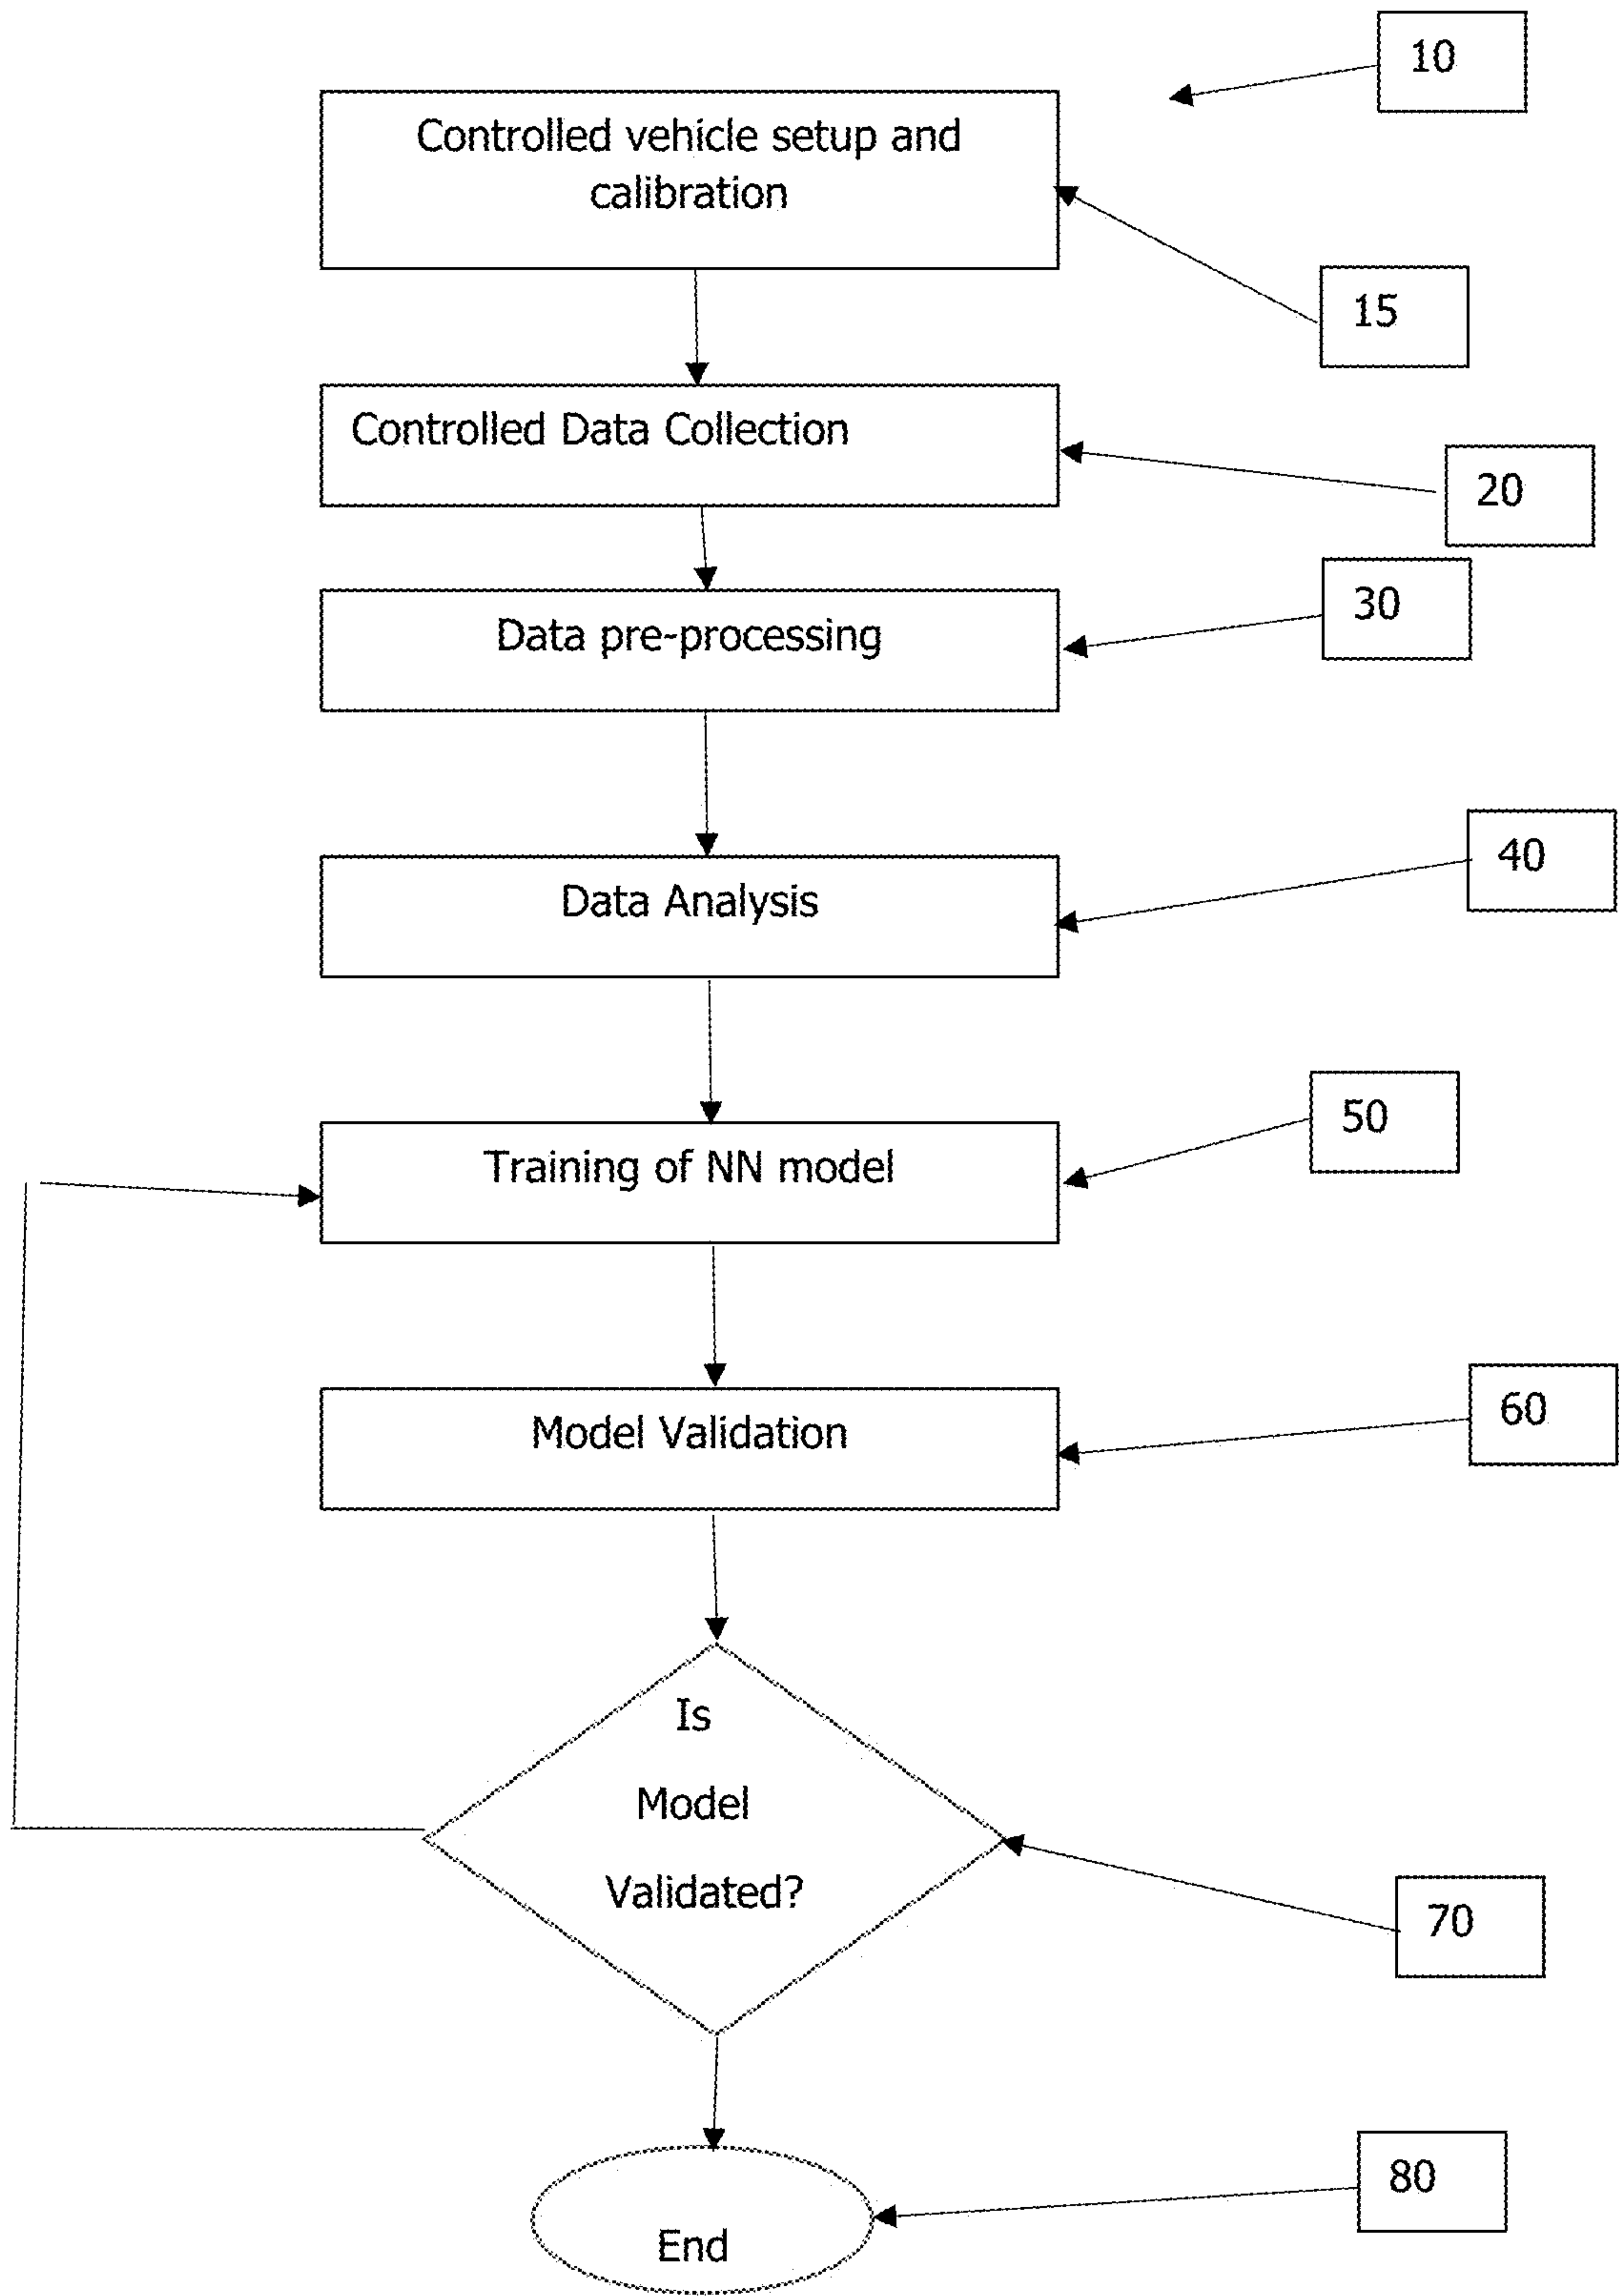 10
Controlled vehicle setup and
calibration
15
Controlled Data Collection
20
30
Data pre-processing
40
Data Analysis
50
Training of NN model
60
Model Validation
Is
Model
Validated?
70
80
End